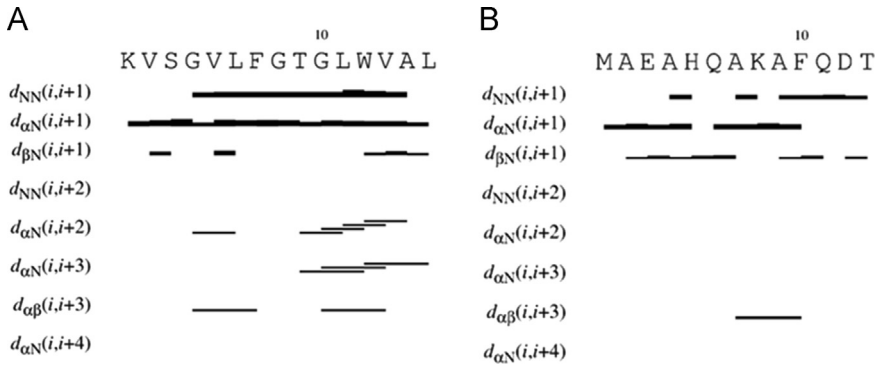 A
10
KVSGVLFGTGLWVAL
dNN(i,i+1)
dαN(i,i+1)
dβN(i,i+1)
dNN(i,i+2)
dαN(i,i+2)
dαN(i,i+3)
dαβ(i,i+3)
dαN(i,i+4)
B
10
MAEAHQAKAFQDT
dNN(i,i+1)
dαN(i,i+1)
dβN(i,i+1)
dNN(i,i+2)
dαN(i,i+2)
dαN(i,i+3)
dαβ(i,i+3)
dαN(i,i+4)